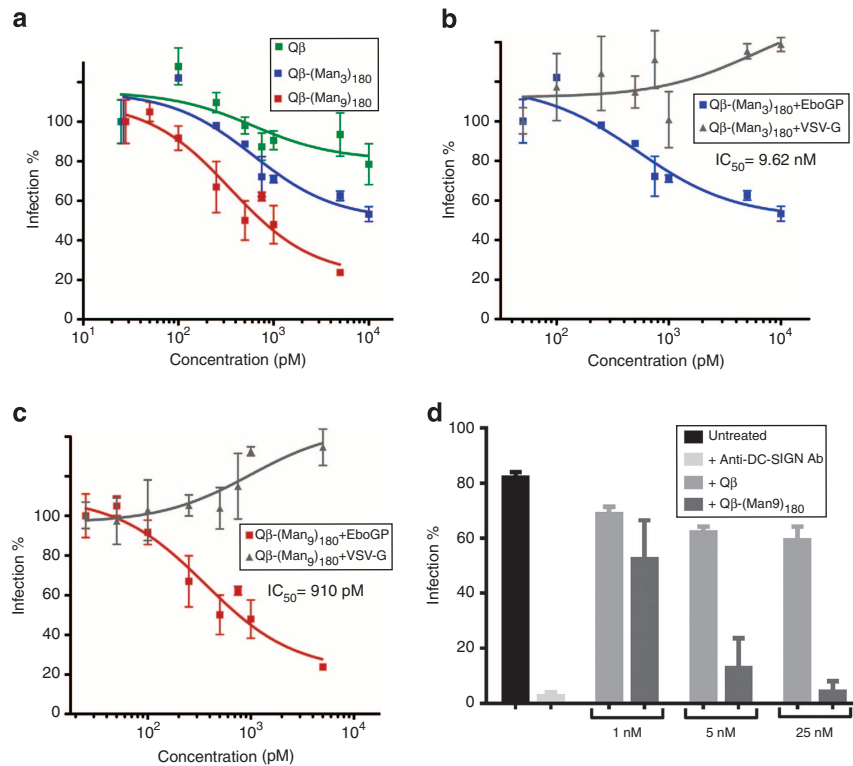 a
Qβ
Qβ-(Man3)180
Qβ-(Man9)180
100
80
60
40
20
0
Infection %
10^1
10^2
10^3
10^4
Concentration (pM)
b
Qβ-(Man3)180+EboGP
Qβ-(Man3)180+VSV-G
IC50= 9.62 nM
100
80
60
40
20
0
Infection %
10^2
10^3
10^4
Concentration (pM)
c
Qβ-(Man9)180+EboGP
Qβ-(Man9)180+VSV-G
IC50= 910 pM
100
80
60
40
20
0
Infection %
10^2
10^3
10^4
Concentration (pM)
d
Untreated
+ Anti-DC-SIGN Ab
+ Qβ
+ Qβ-(Man9)180
100
80
60
40
20
0
Infection %
1 nM
5 nM
25 nM